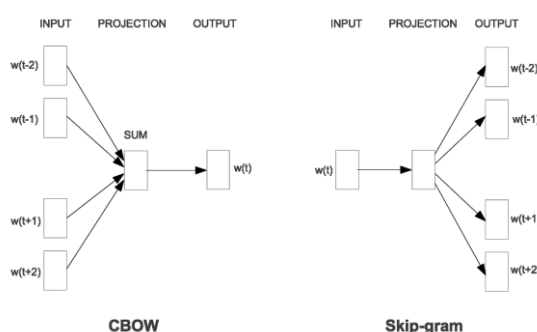 INPUT PROJECTION OUTPUT
w(t-2)
w(t-1)
SUM
w(t)
w(t+1)
w(t+2)
CBOW
INPUT PROJECTION OUTPUT
w(t-2)
w(t-1)
w(t)
w(t+1
w(t+2
Skip-gram